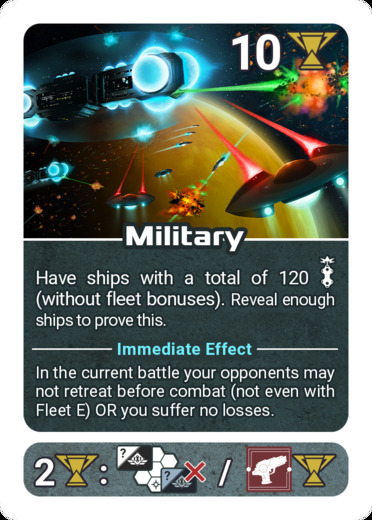 10
Military
Have ships with a total of 120
(without fleet bonuses). Reveal enough
ships to prove this.
Immediate Effect
In the current battle your opponents may
not retreat before combat (not even with
Fleet E) OR you suffer no losses.
2 : ? ? /